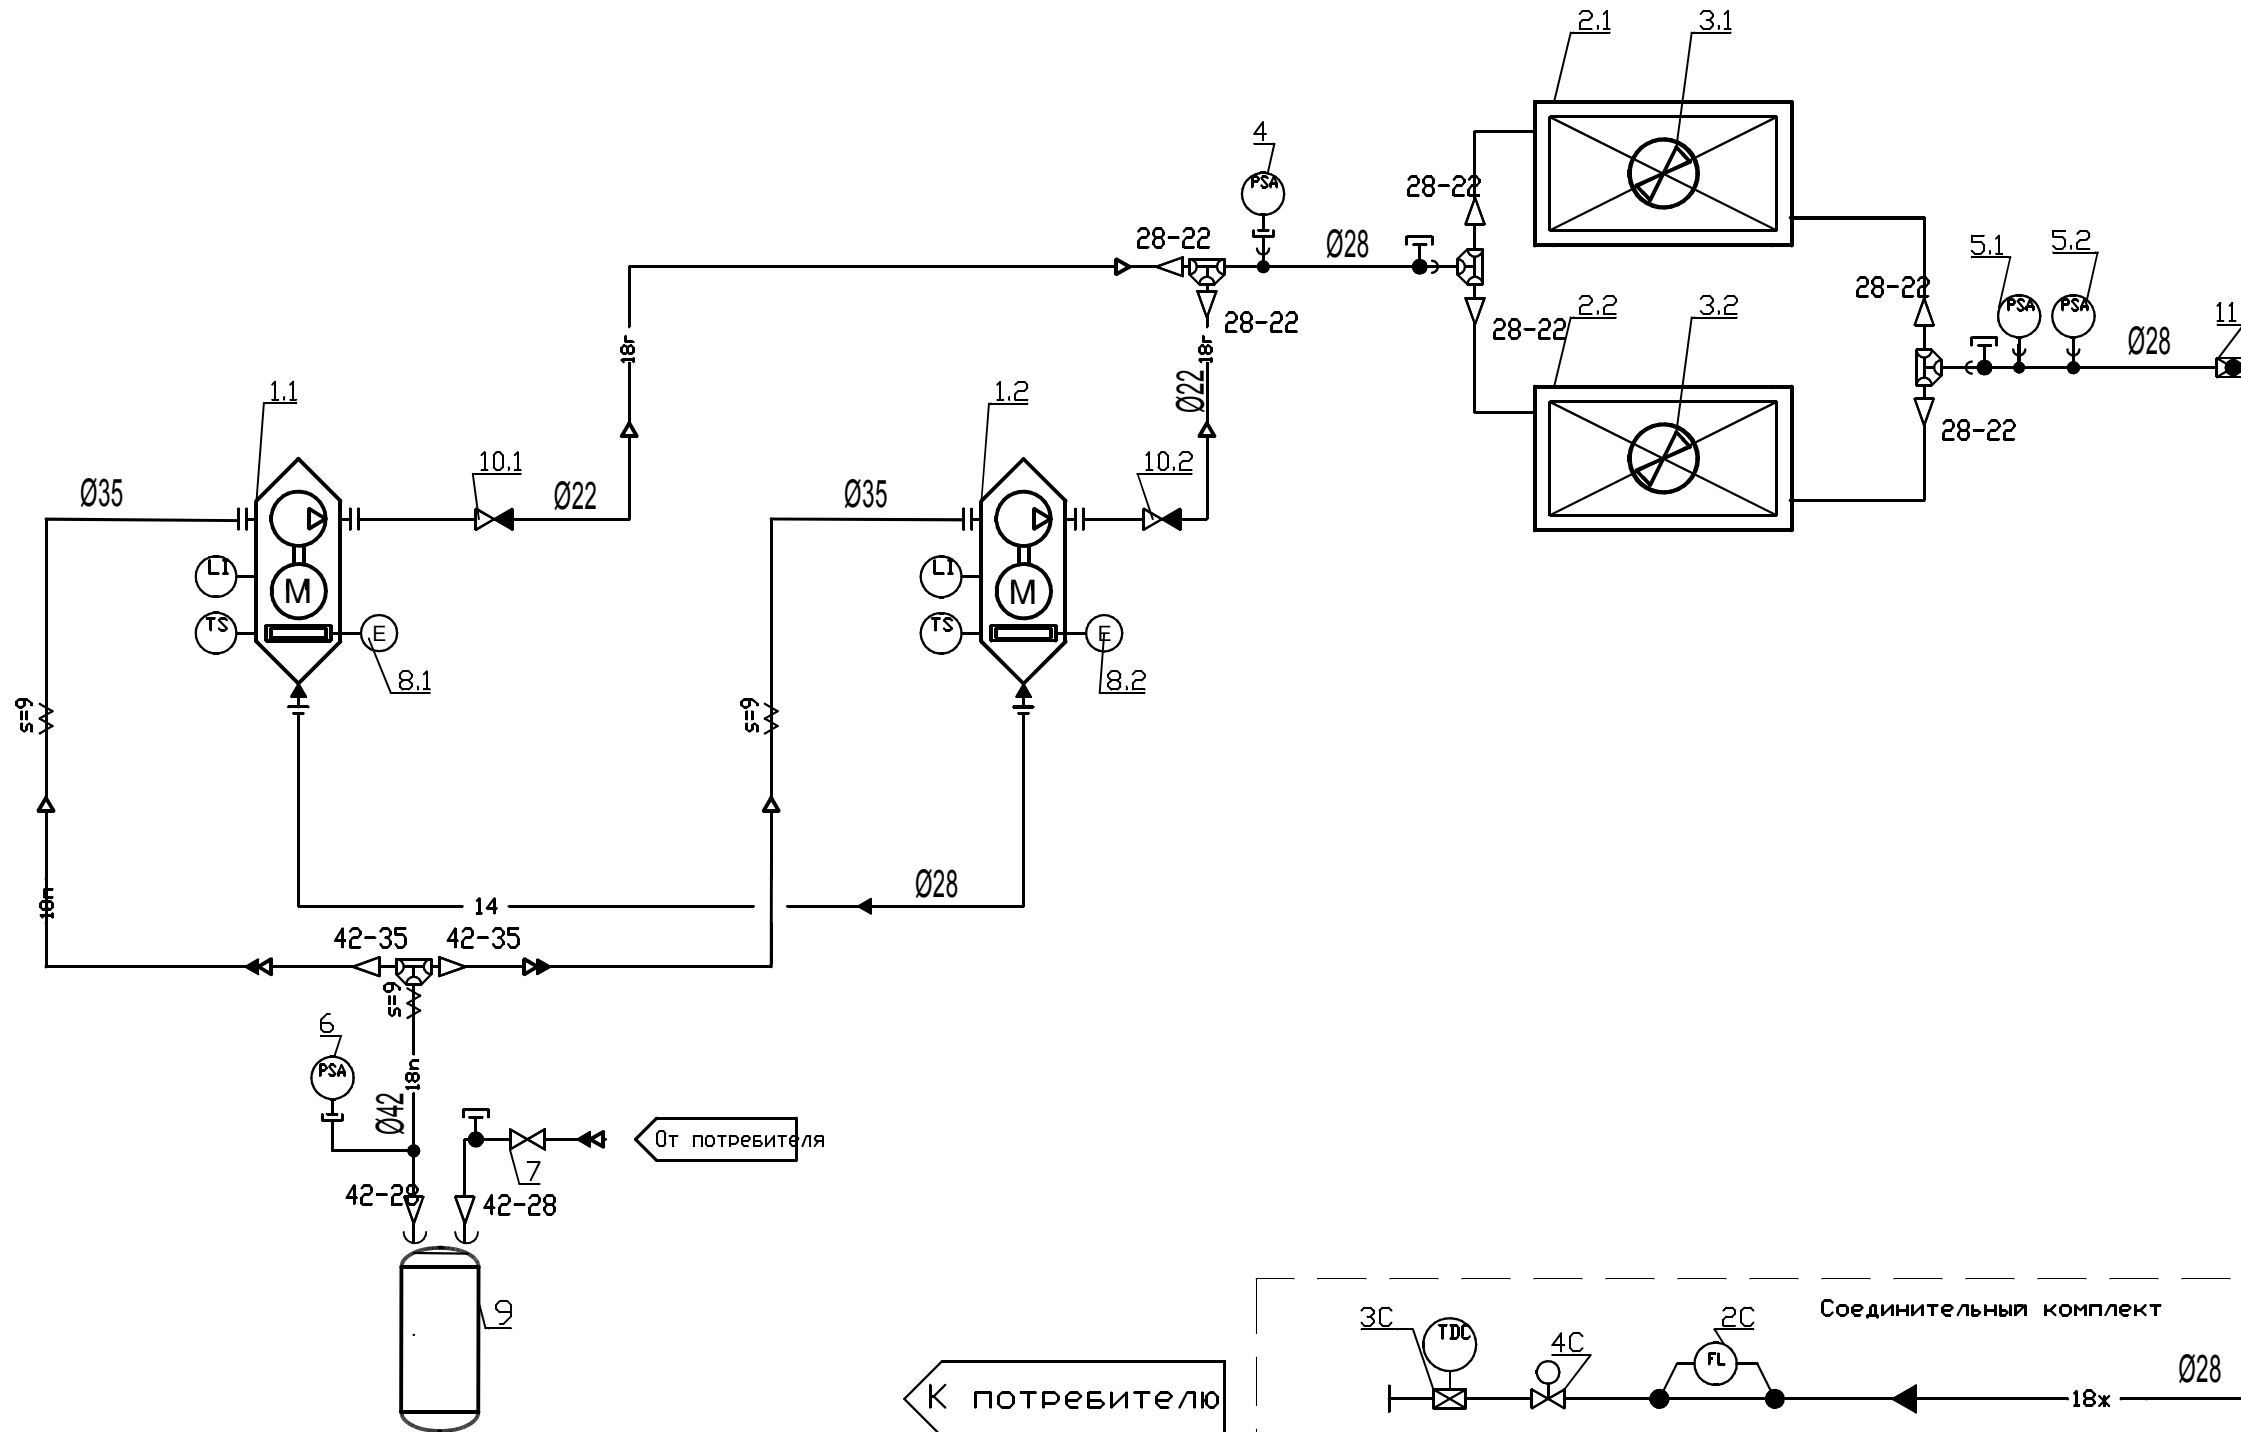 2.1
3.1
4
PSA
28-22
28-22
Ø28
5.1
5.2
28-22
28-22
28-22
2.2
3.2
PSA
PSA
11
Ø28
18г
18г
Ø22
1.1
1.2
28-22
10.1
10.2
Ø35
Ø22
Ø35
LI
M
TS
E
LI
M
TS
E
8.1
8.2
s=9
s=9
Ø28
18п
14
42-35
42-35
s=9
6
PSA
18п
Ø42
От потребителя
7
42-28
42-28
9
Соединительный комплект
3С
TDC
4С
2С
FL
Ø28
К потребителю
18ж